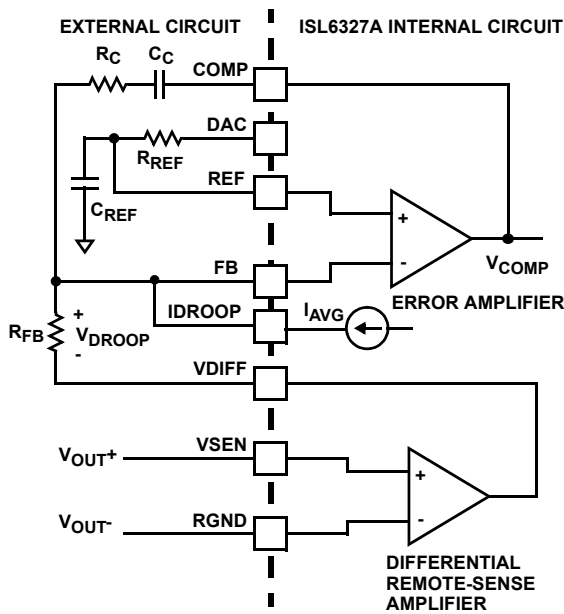 EXTERNAL CIRCUIT
ISL6327A INTERNAL CIRCUIT
RC
CC
COMP
DAC
RREF
REF
CREF
+
-
VCOMP
FB
ERROR AMPLIFIER
IDROOP
IAVG
RFB
+
VDROOP
-
VDIFF
VOUT+
VSEN
+
-
VOUT-
RGND
DIFFERENTIAL
REMOTE-SENSE
AMPLIFIER